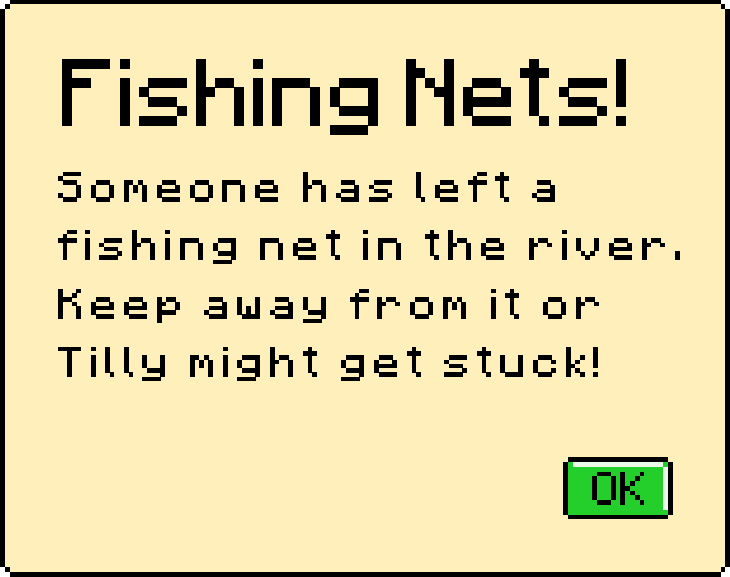 Fishing Nets!
Someone has left a
fishing net in the river.
Keep away from it or
Tilly might get stuck!
OK